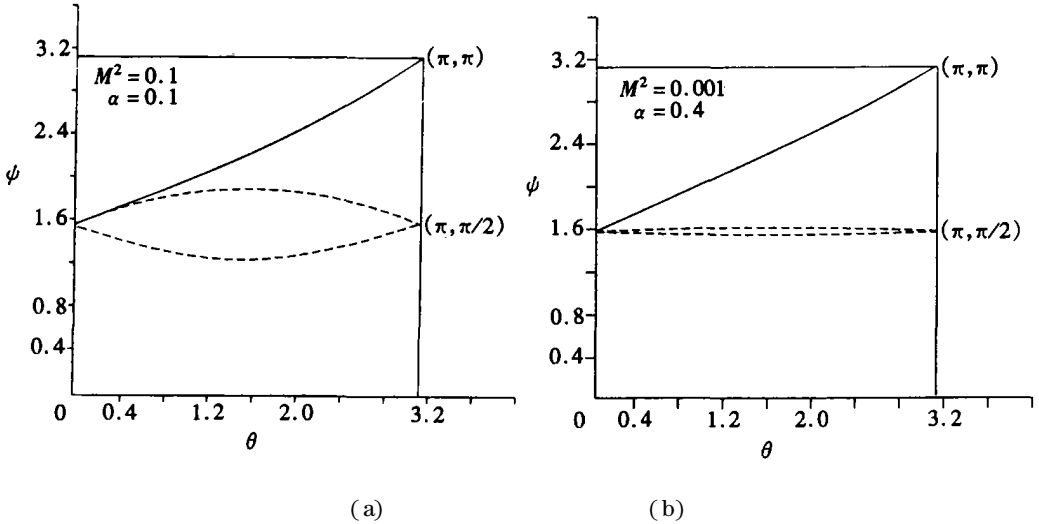 3.2
(π,π)
M² = 0.1
α = 0.1
2.4
ψ
1.6
(π,π/2)
0.8
0.4
0
0.4
1.2
2.0
3.2
θ
(a)
3.2
(π,π)
M² = 0.001
α = 0.4
2.4
ψ
1.6
(π,π/2)
0.8
0.4
0
0.4
1.2
2.0
3.2
θ
(b)